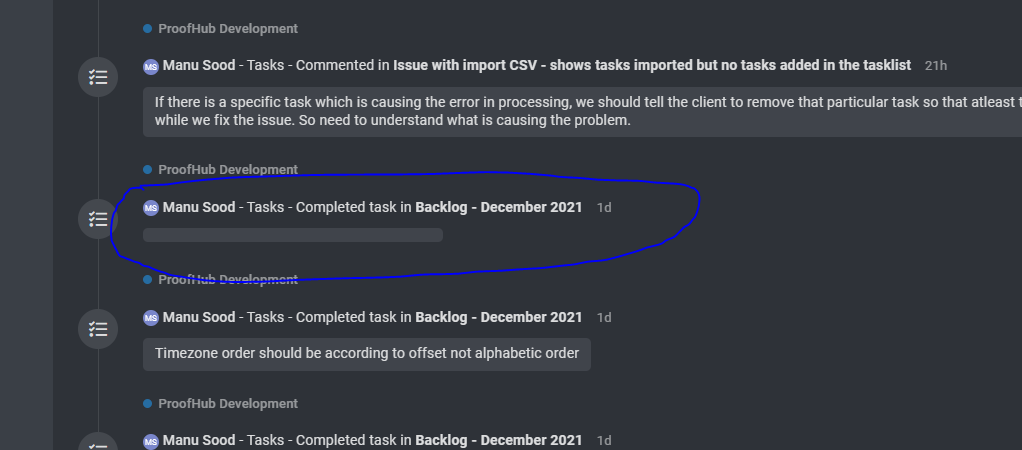 ProofHub Development
MS Manu Sood - Tasks - Commented in Issue with import CSV - shows tasks imported but no tasks added in the tasklist 21h
If there is a specific task which is causing the error in processing, we should tell the client to remove that particular task so that atleast
while we fix the issue. So need to understand what is causing the problem.
ProofHub Development
MS Manu Sood - Tasks - Completed task in Backlog - December 2021 1d
ProofHub Development
MS Manu Sood - Tasks - Completed task in Backlog - December 2021 1d
Timezone order should be according to offset not alphabetic order
ProofHub Development
MS Manu Sood - Tasks - Completed task in Backlog - December 2021 1d